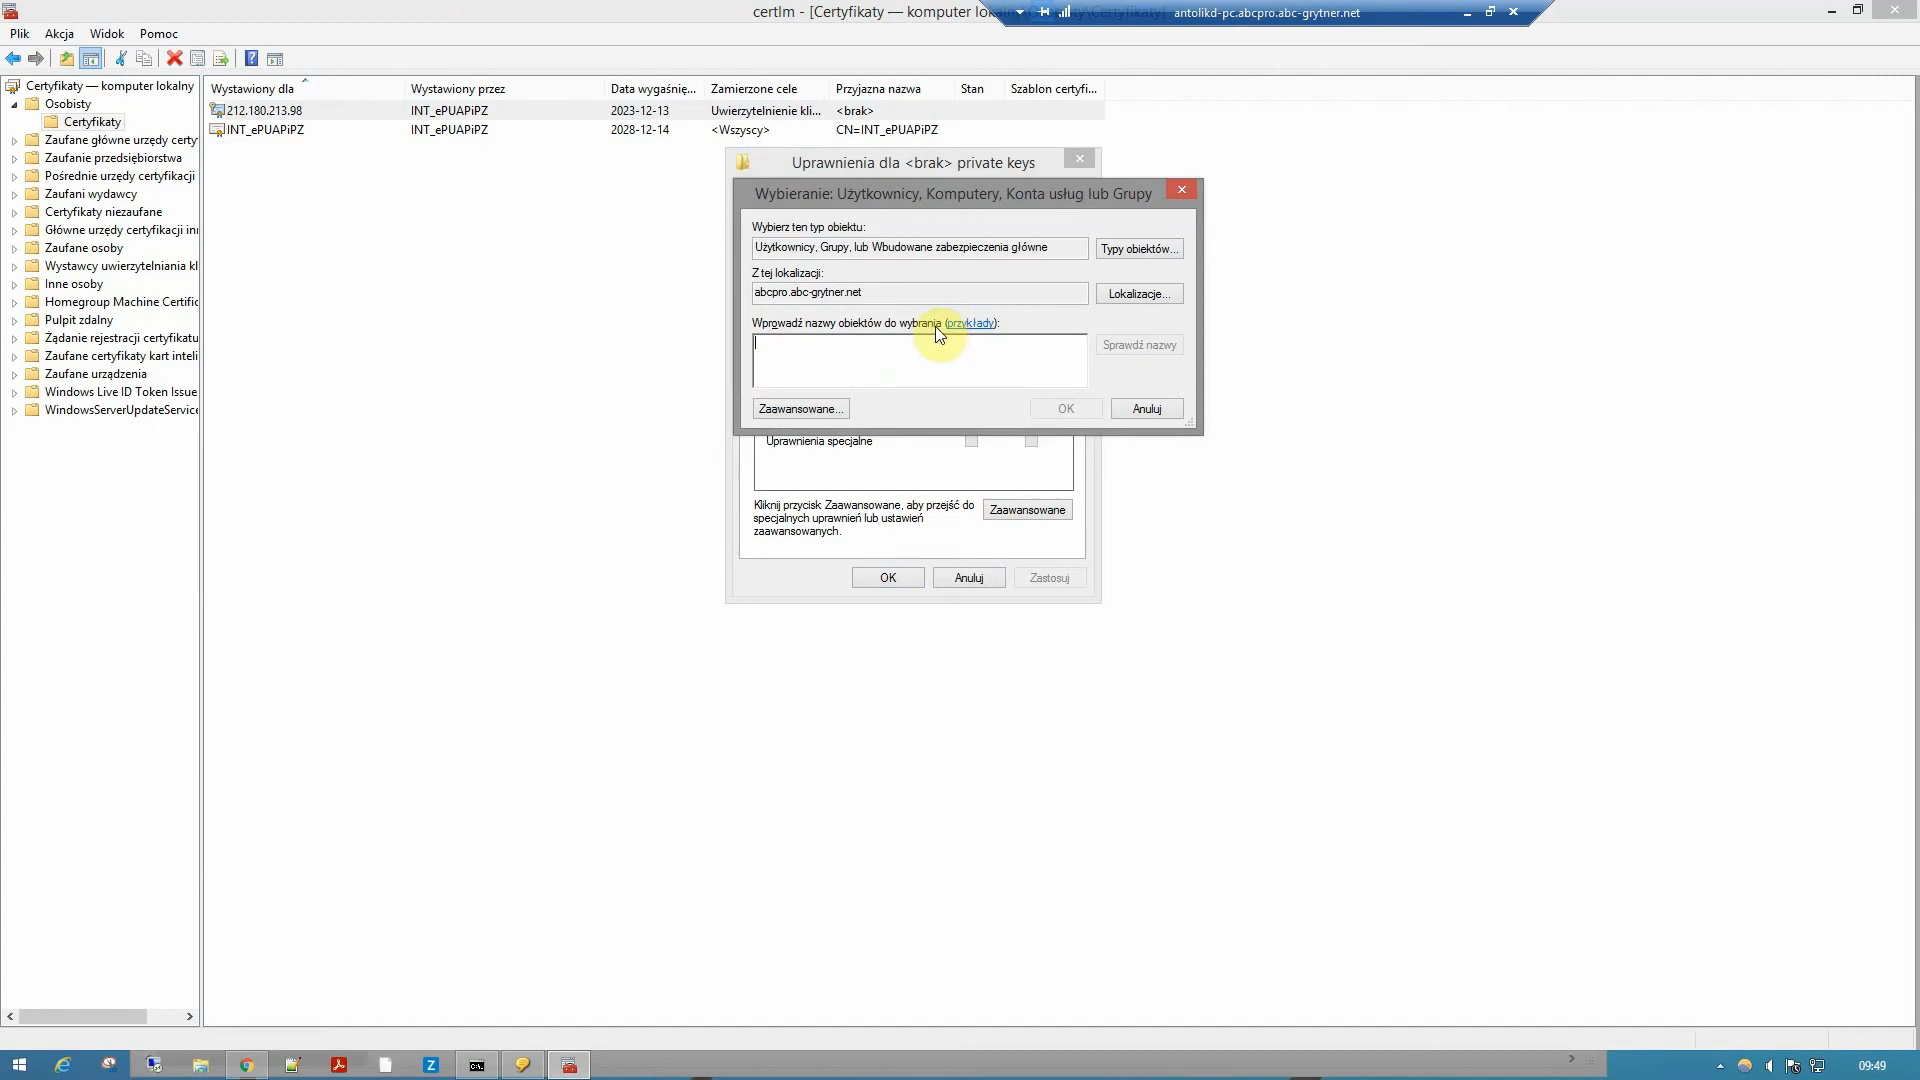 certlm - [Certyfikaty — komputer lokalny\Osobisty\Certyfikaty]
antolikd-pc.abcpro.abc-grytner.net
Plik Akcja Widok Pomoc
Certyfikaty — komputer lokalny
Osobisty
Certyfikaty
Zaufane główne urzędy certy
Zaufanie przedsiębiorstwa
Pośrednie urzędy certyfikacji
Zaufani wydawcy
Certyfikaty niezaufane
Główne urzędy certyfikacji inn
Zaufane osoby
Wystawcy uwierzytelniania kl
Inne osoby
Homegroup Machine Certific
Pulpit zdalny
Żądanie rejestracji certyfikatu
Zaufane certyfikaty kart inteli
Zaufane urządzenia
Windows Live ID Token Issue
WindowsServerUpdateService
Wystawiony dla Wystawiony przez Data wygaśnię... Zamierzone cele Przyjazna nazwa Stan Szablon certyfi...
212.180.213.98 INT_ePUAPiPZ 2023-12-13 Uwierzytelnienie kli... <brak>
INT_ePUAPiPZ INT_ePUAPiPZ 2028-12-14 <Wszyscy> CN=INT_ePUAPiPZ
Uprawnienia dla <brak> private keys
Wybieranie: Użytkownicy, Komputery, Konta usług lub Grupy
Wybierz ten typ obiektu:
Użytkownicy, Grupy, lub Wbudowane zabezpieczenia główne Typy obiektów...
Z tej lokalizacji:
abcpro.abc-grytner.net Lokalizacje...
Wprowadź nazwy obiektów do wybrania (przykłady):
Sprawdź nazwy
Zaawansowane... OK Anuluj
Uprawnienia specjalne
Kliknij przycisk Zaawansowane, aby przejść do
specjalnych uprawnień lub ustawień
zaawansowanych.
Zaawansowane
OK Anuluj Zastosuj
09:49